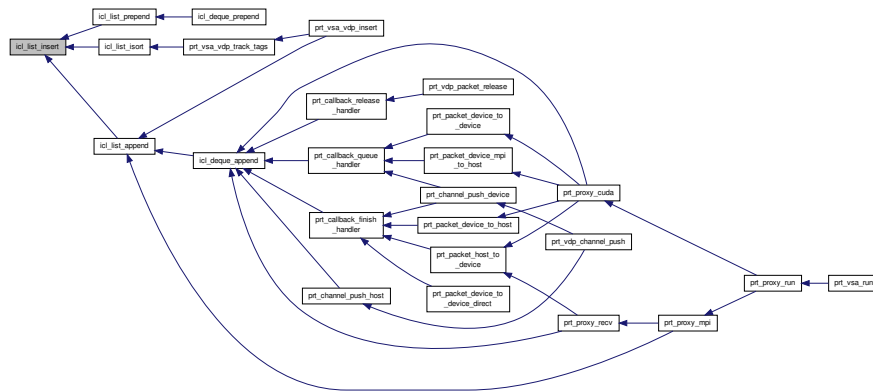 icl_list_insert
icl_list_prepend
icl_deque_prepend
icl_list_isort
prt_vsa_vdp_track_tags
prt_vsa_vdp_insert
icl_list_append
icl_deque_append
prt_callback_release
_handler
prt_vdp_packet_release
prt_callback_queue
_handler
prt_packet_device_to
_device
prt_packet_device_mpi
_to_host
prt_channel_push_device
prt_callback_finish
_handler
prt_packet_device_to_host
prt_packet_host_to
_device
prt_packet_device_to
_device_direct
prt_channel_push_host
prt_proxy_cuda
prt_vdp_channel_push
prt_proxy_recv
prt_proxy_mpi
prt_proxy_run
prt_vsa_run